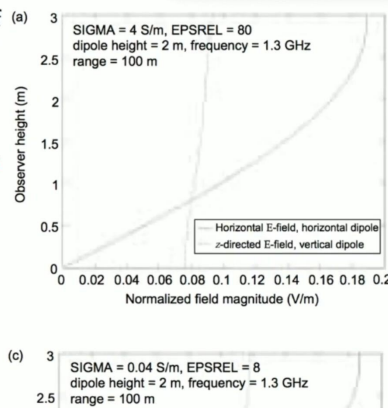 (a)
3
SIGMA = 4 S/m, EPSREL = 80
dipole height = 2 m, frequency = 1.3 GHz
range = 100 m
2.5
2
1.5
1
0.5
0
Observer height (m)
Horizontal E-field, horizontal dipole
z-directed E-field, vertical dipole
0 0.02 0.04 0.06 0.08 0.1 0.12 0.14 0.16 0.18 0.2
Normalized field magnitude (V/m)
(c)
3
SIGMA = 0.04 S/m, EPSREL = 8
dipole height = 2 m, frequency = 1.3 GHz
2.5
range = 100 m